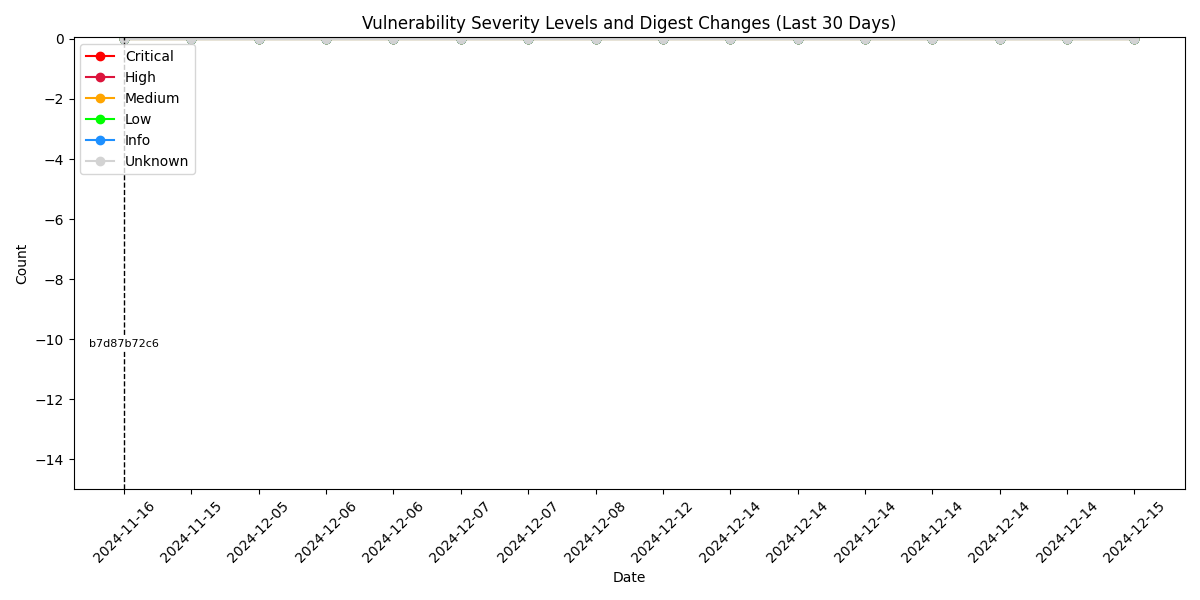 Vulnerability Severity Levels and Digest Changes (Last 30 Days)
0
−2
−4
−6
−8
−10
−12
−14
Count
Critical
High
Medium
Low
Info
Unknown
b7d87b72c6
2024-11-16
2024-11-15
2024-12-05
2024-12-06
2024-12-06
2024-12-07
2024-12-07
2024-12-08
2024-12-12
2024-12-14
2024-12-14
2024-12-14
2024-12-14
2024-12-14
2024-12-14
2024-12-15
Date